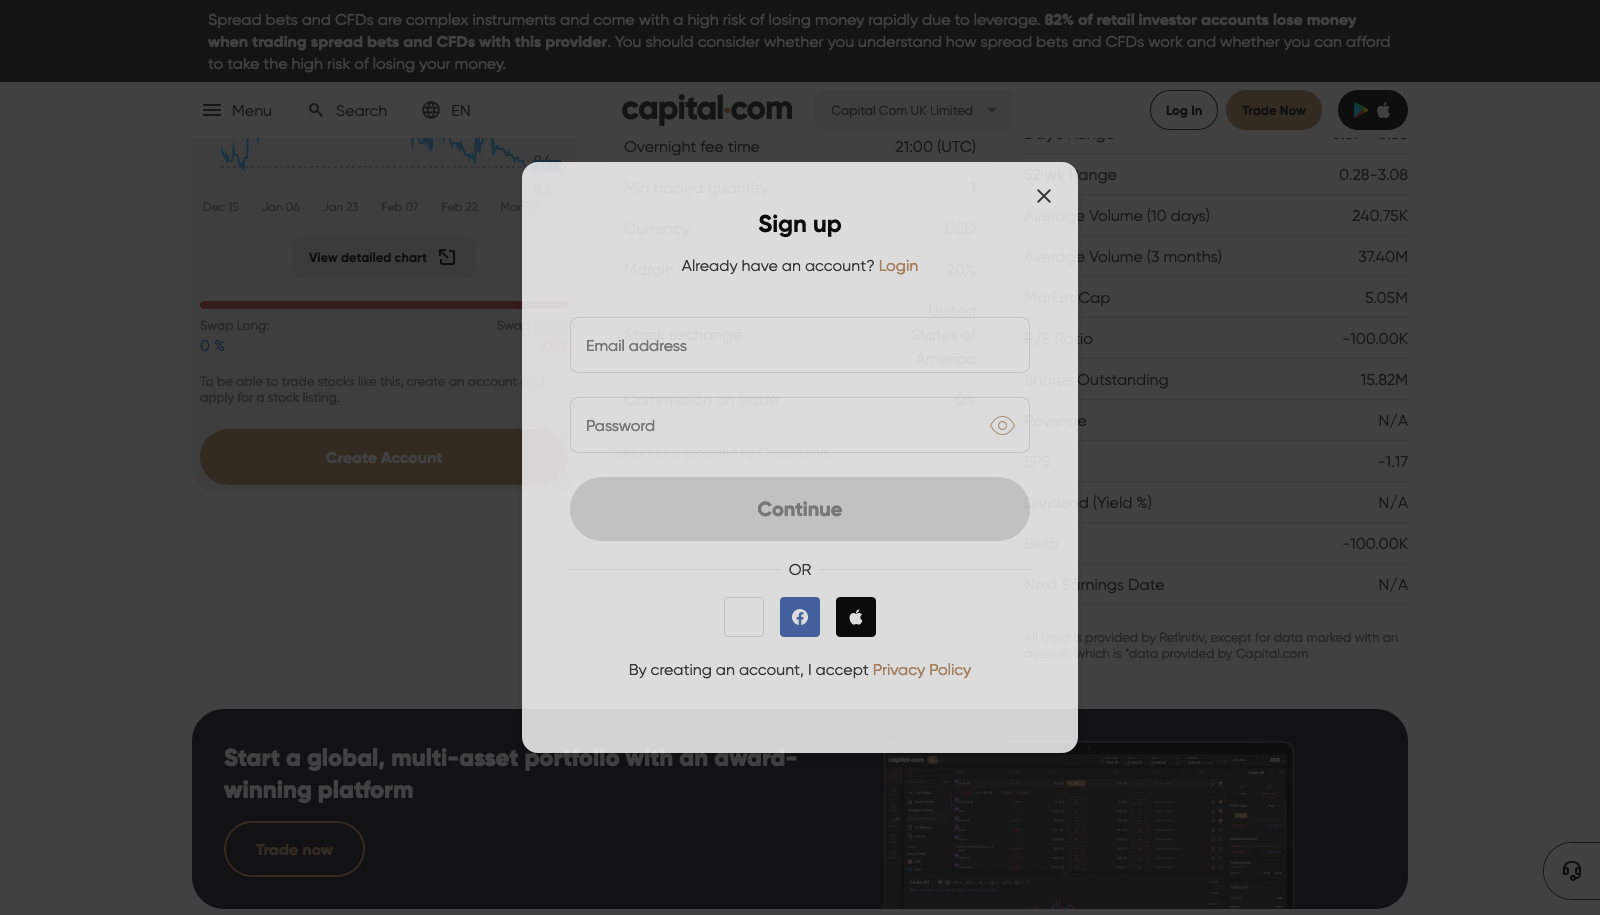 Spread bets and CFDs are complex instruments and come with a high risk of losing money rapidly due to leverage. 82% of retail investor accounts lose money
when trading spread bets and CFDs with this provider. You should consider whether you understand how spread bets and CFDs work and whether you can afford
to take the high risk of losing your money.
Menu
Search
EN
capital.com
Capital Com UK Limited
Log In
Trade Now
Dec 15
Jan 06
Jan 23
Feb 07
Feb 22
View detailed chart
Swap Long:
0 %
0 %
To be able to trade stocks like this, create an account and
apply for a stock listing.
Create Account
Overnight fee time
21:00 (UTC)
Min traded quantity
1
Currency
USD
Margin
20%
Stock exchange
United
States of
America
Commission on trade
0%
Sign up
Already have an account? Login
Email address
Password
Continue
OR
By creating an account, I accept Privacy Policy
52 wk Range
0.28-3.08
Average Volume (10 days)
240.75K
Average Volume (3 months)
37.40M
Market Cap
5.05M
P/E Ratio
-100.00K
Shares Outstanding
15.82M
Revenue
N/A
EPS
-1.17
Dividend (Yield %)
N/A
Beta
-100.00K
Next Earnings Date
N/A
All data is provided by Refinitiv, except for data marked with an
asterisk, which is *data provided by Capital.com
Start a global, multi-asset portfolio with an award-
winning platform
Trade now
capital.com